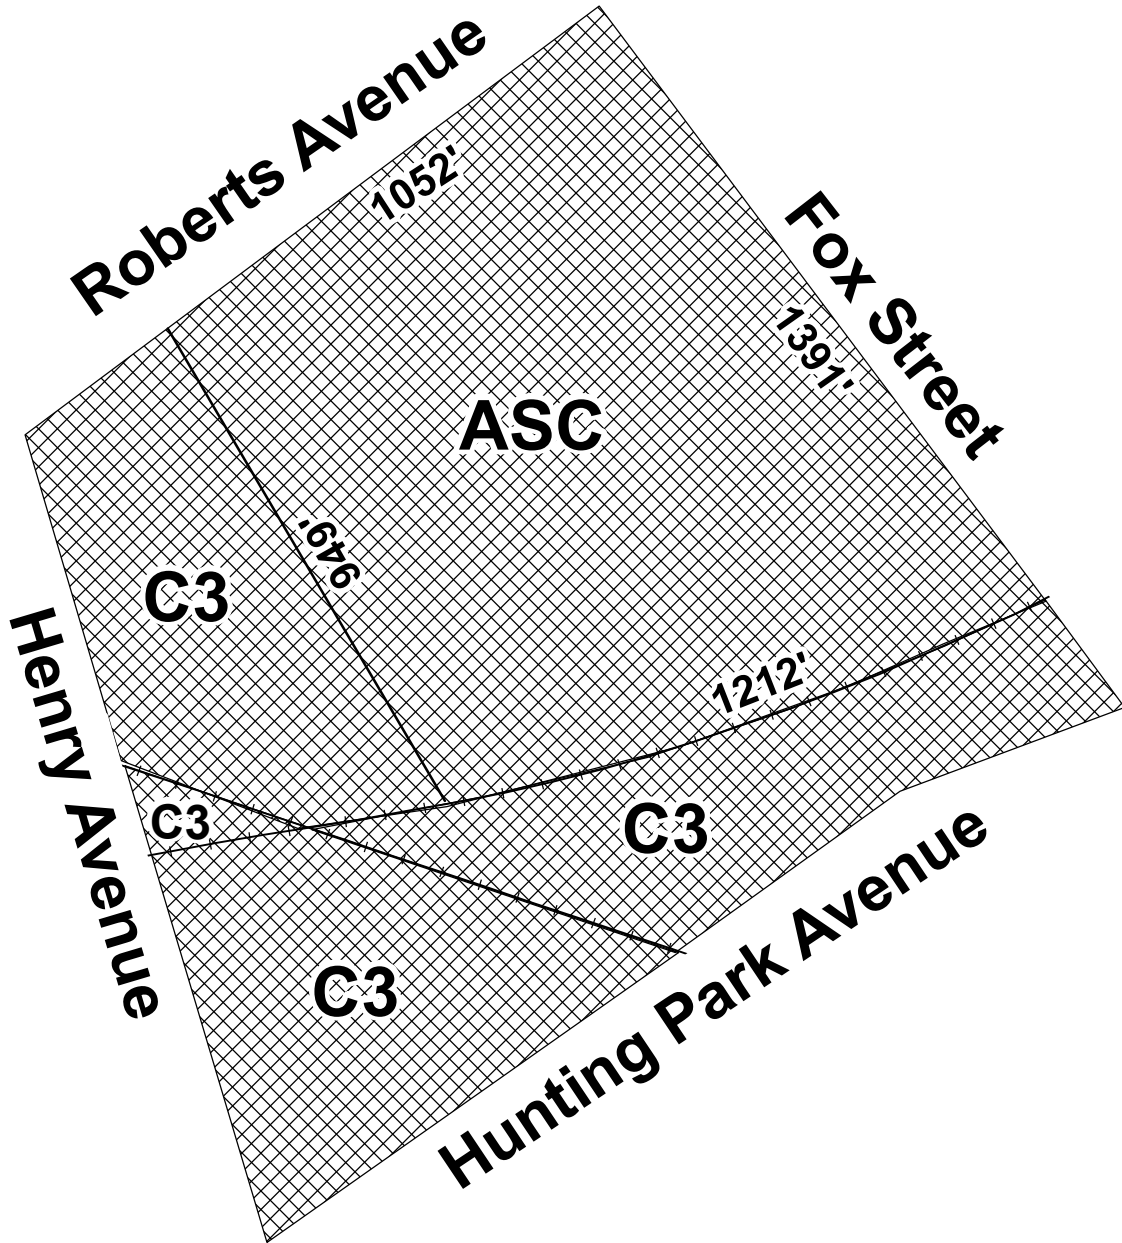 Roberts Avenue
1052'
Fox Street
1391'
ASC
949'
C3
Henry Avenue
1212'
C3
C3
C3
Hunting Park Avenue